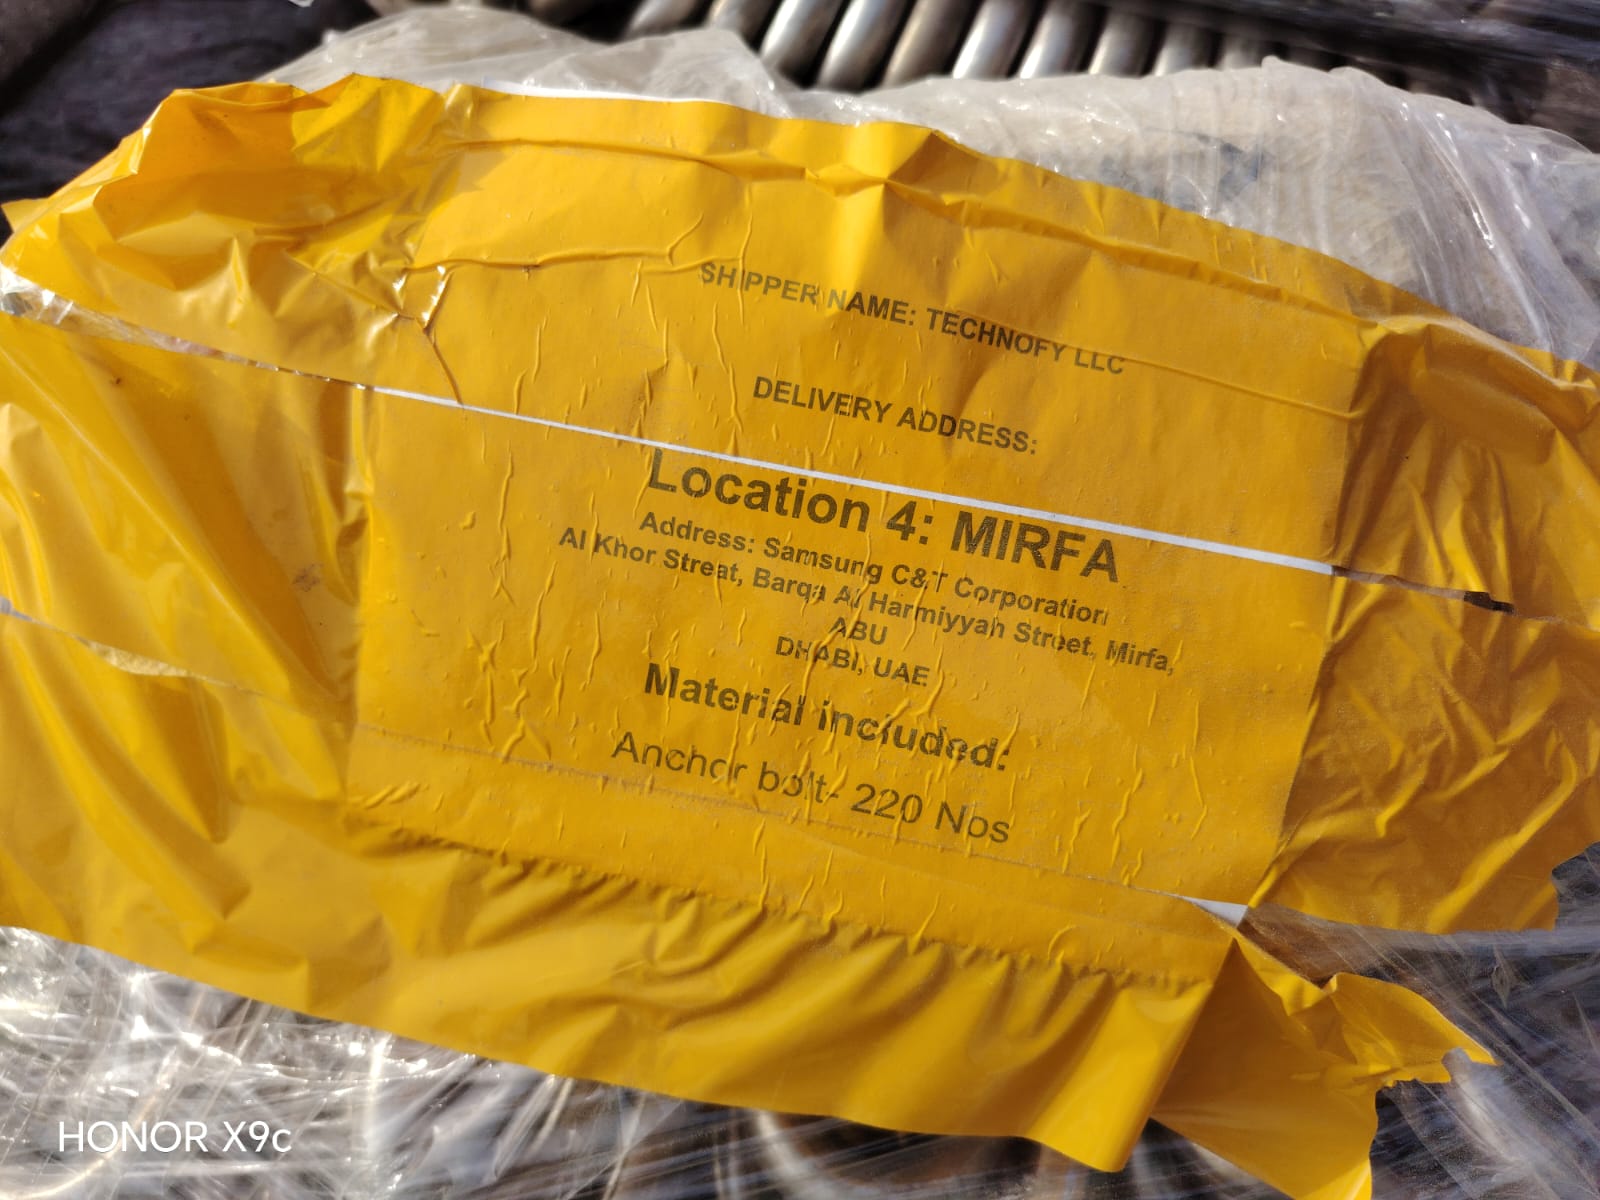 SHIPPER NAME: TECHNOFY LLC
DELIVERY ADDRESS:
Location 4: MIRFA
Address: Samsung C&T Corporation
Al Khor Streat, Barqa Al Harmiyyah Street, Mirfa,
ABU
DHABI, UAE
Material included:
Anchor bolt- 220 Nos
HONOR X9c